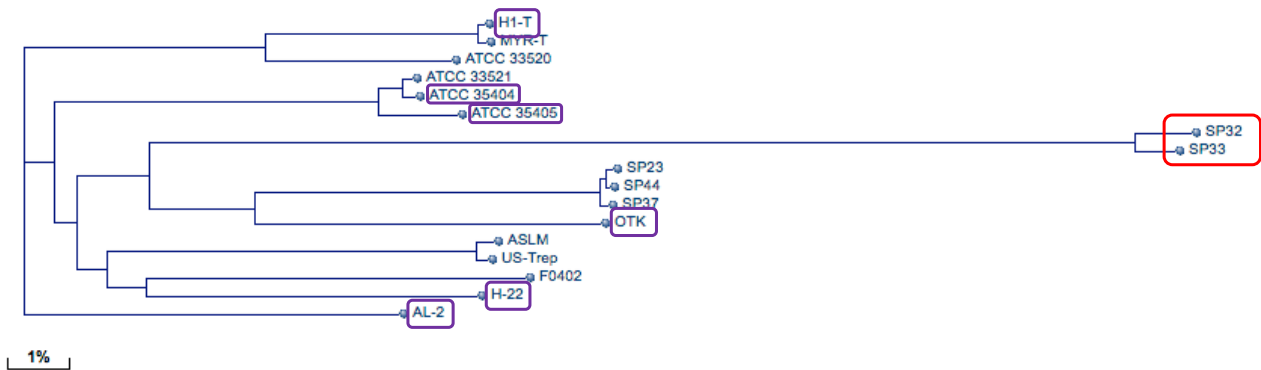 H1-T
MYR-T
ATCC 33520
ATCC 33521
ATCC 35404
ATCC 35405
SP32
SP33
SP23
SP44
SP37
OTK
ASLM
US-Trep
F0402
H-22
AL-2
1%